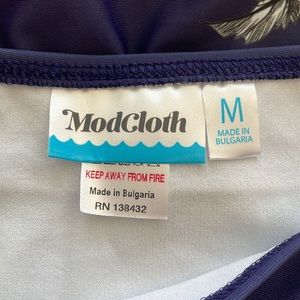 ModCloth
M
MADE IN
BULGARIA
KEEP AWAY FROM FIRE
Made in Bulgaria
RN 138432